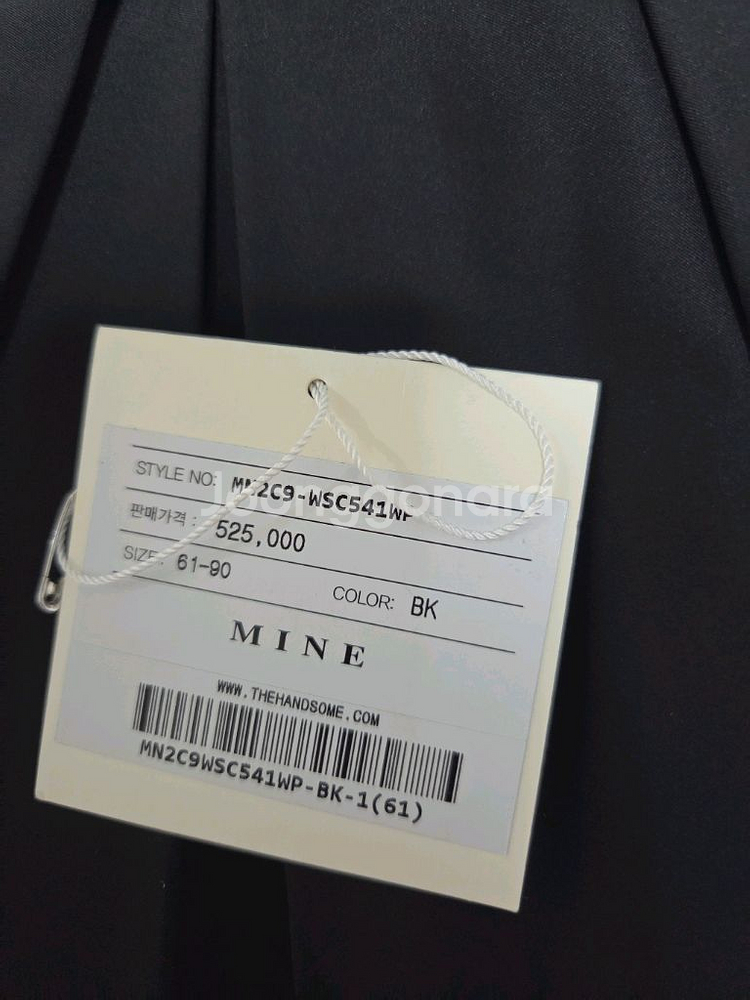 STYLE NO: MN2C9-WSC541WP
판매가격 : 525,000
SIZE: 61-90 COLOR: BK
MINE
WWW.THEHANDSOME.COM
MN2C9WSC541WP-BK-1(61)
Joonggonara